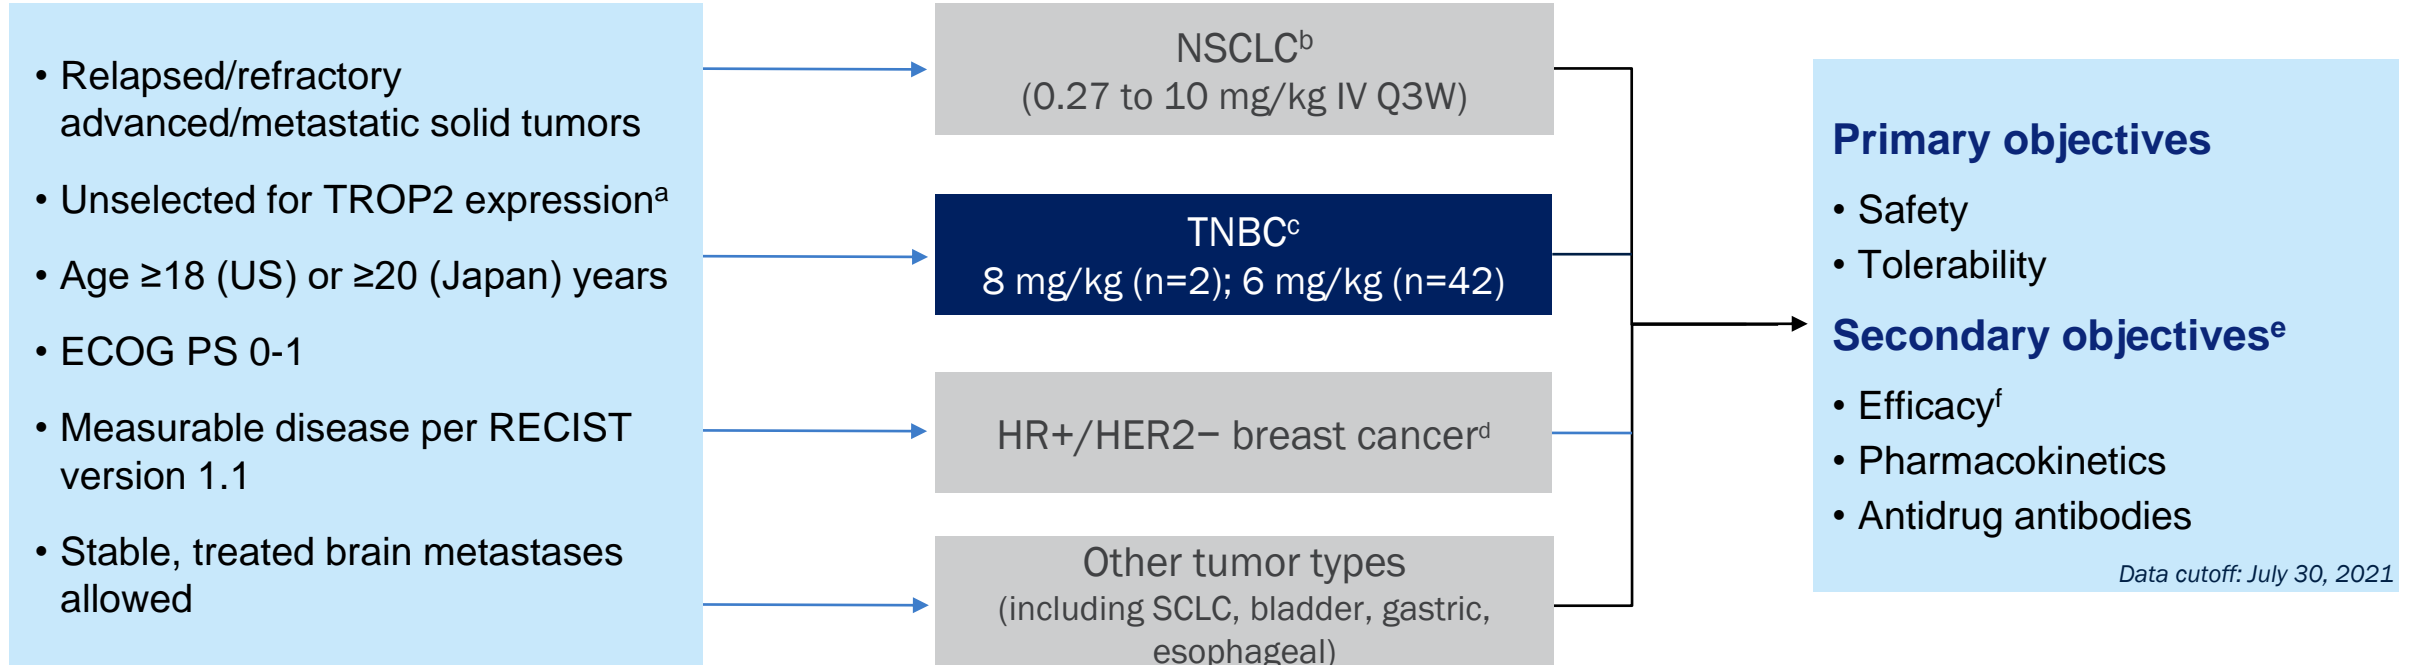 • Relapsed/refractory
advanced/metastatic solid tumors
• Unselected for TROP2 expressionᵃ
• Age ≥18 (US) or ≥20 (Japan) years
• ECOG PS 0-1
• Measurable disease per RECIST
version 1.1
• Stable, treated brain metastases
allowed
NSCLCᵇ
(0.27 to 10 mg/kg IV Q3W)
TNBCᶜ
8 mg/kg (n=2); 6 mg/kg (n=42)
HR+/HER2− breast cancerᵈ
Other tumor types
(including SCLC, bladder, gastric,
esophageal)
Primary objectives
• Safety
• Tolerability
Secondary objectivesᵉ
• Efficacyᶠ
• Pharmacokinetics
• Antidrug antibodies
Data cutoff: July 30, 2021